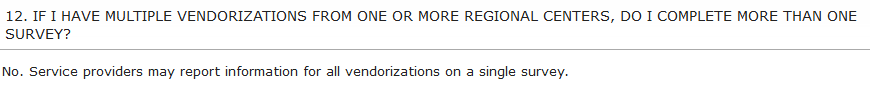 12. IF I HAVE MULTIPLE VENDORIZATIONS FROM ONE OR MORE REGIONAL CENTERS, DO I COMPLETE MORE THAN ONE
SURVEY?
No. Service providers may report information for all vendorizations on a single survey.